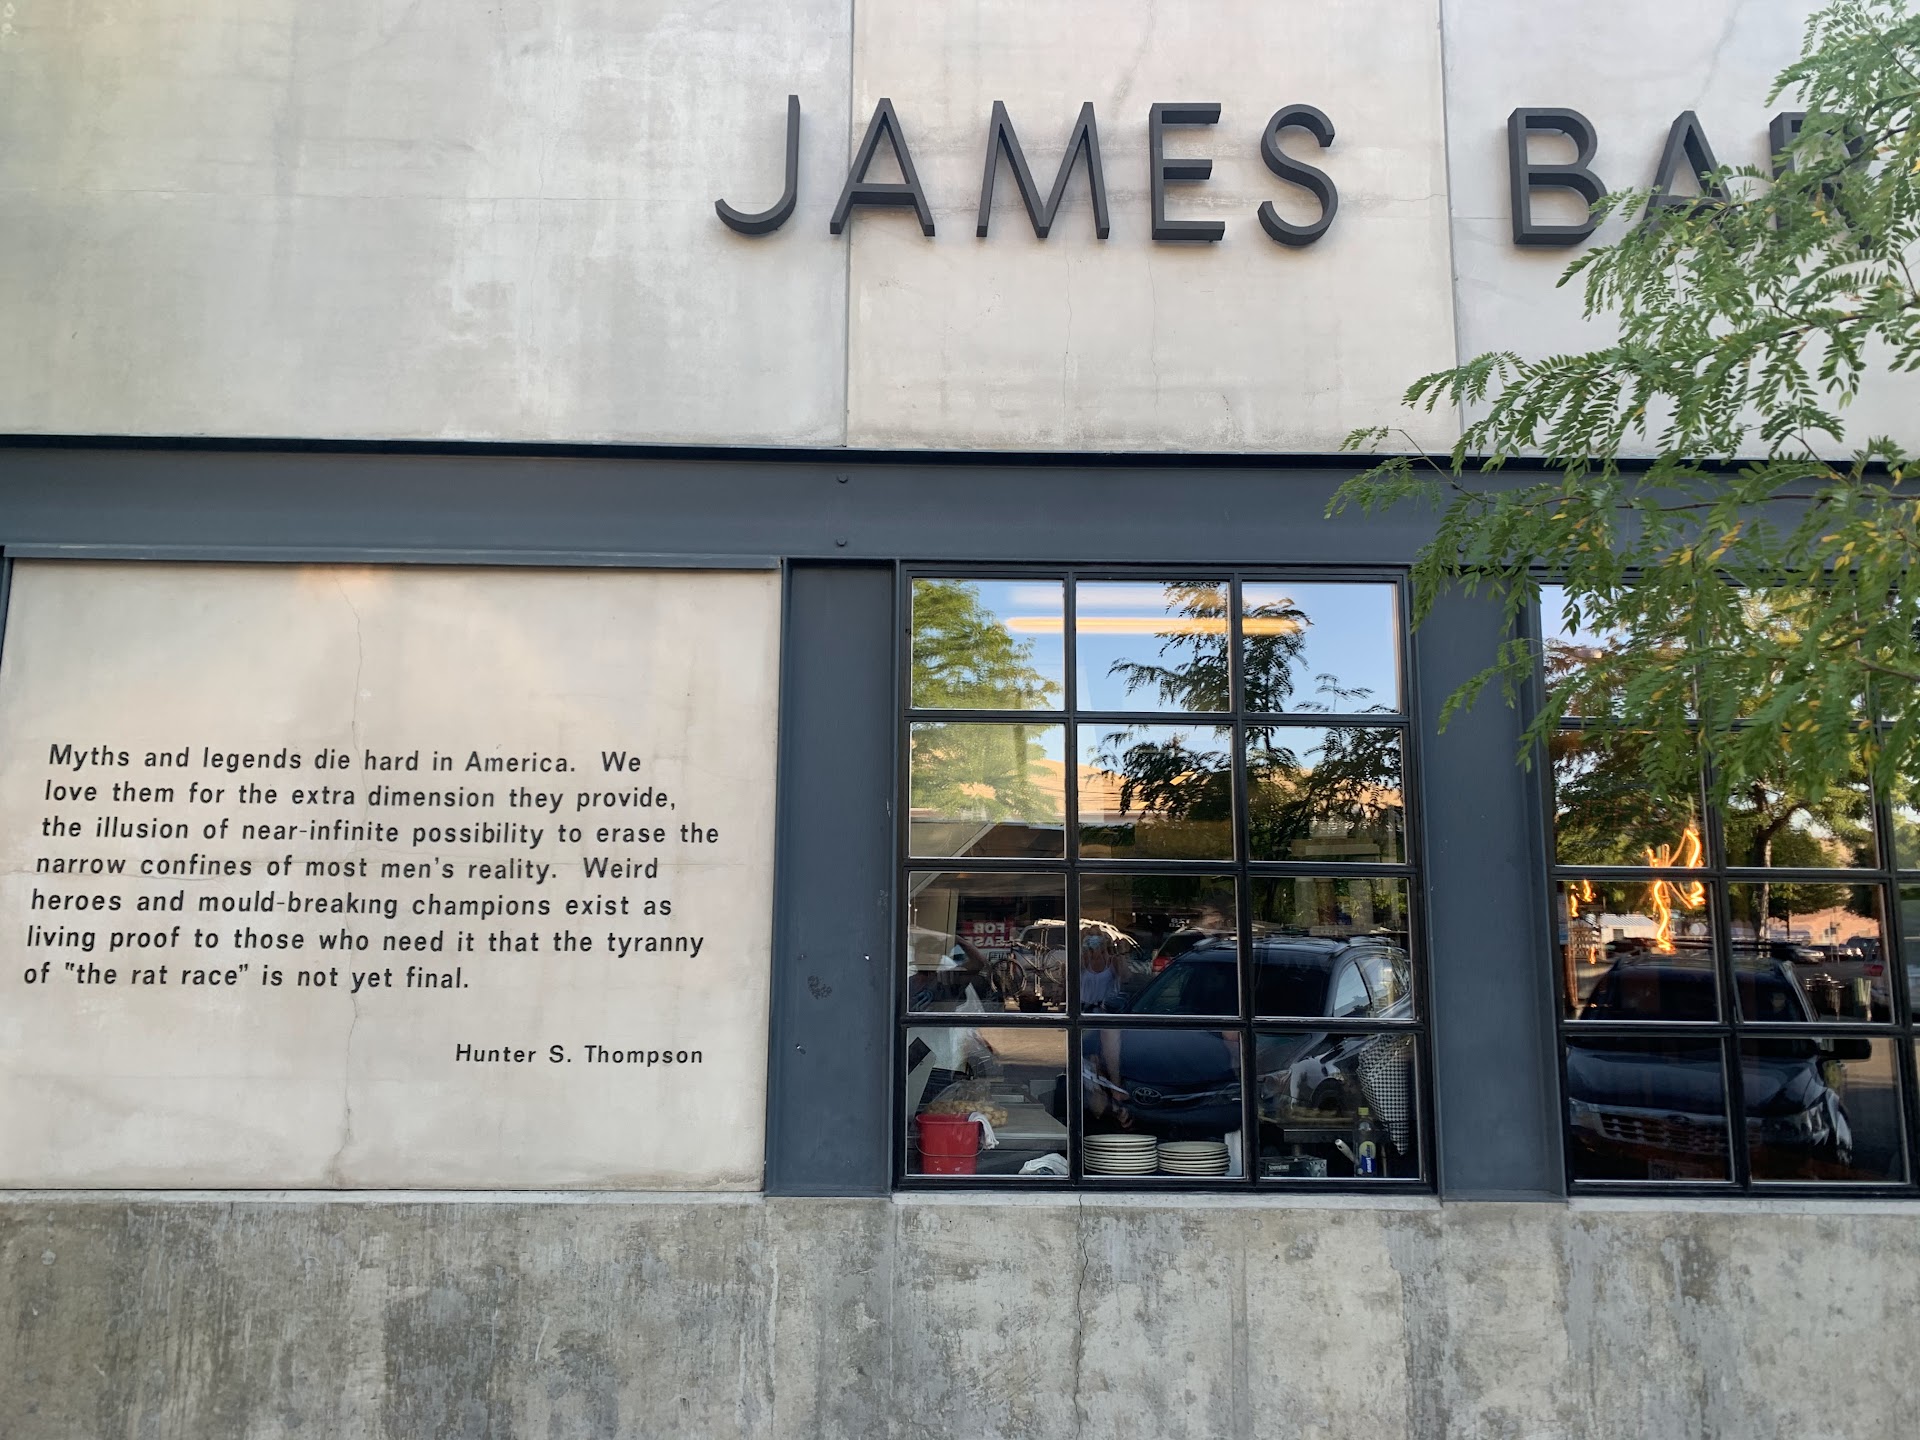 JAMES BAR
Myths and legends die hard in America. We
love them for the extra dimension they provide,
the illusion of near-infinite possibility to erase the
narrow confines of most men's reality. Weird
heroes and mould-breaking champions exist as
living proof to those who need it that the tyranny
of "the rat race" is not yet final.
Hunter S. Thompson
FOR
LEASE